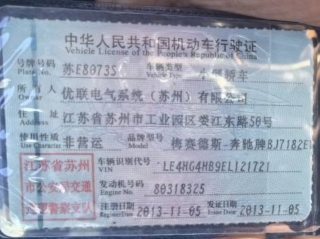 中华人民共和国机动车行驶证
Vehicle License of the People's Republic of China
号牌号码 苏E8073S 车辆类型 小型轿车
Plate No. Vehicle Type
所有人 优联电气系统（苏州）有限公司
Owner
住址 江苏省苏州市工业园区娄江东路50号
Address
使用性质 非营运 品牌型号 梅赛德斯-奔驰牌BJ7182E
Use Character Model
江苏省苏州
市公安局交通
车辆识别代号
VIN
LE4HG4HB9EL121721
发动机号码 80318325
Engine No.
注册日期 2013-11-05 发证日期 2013-11-05
Register Date Issue Date